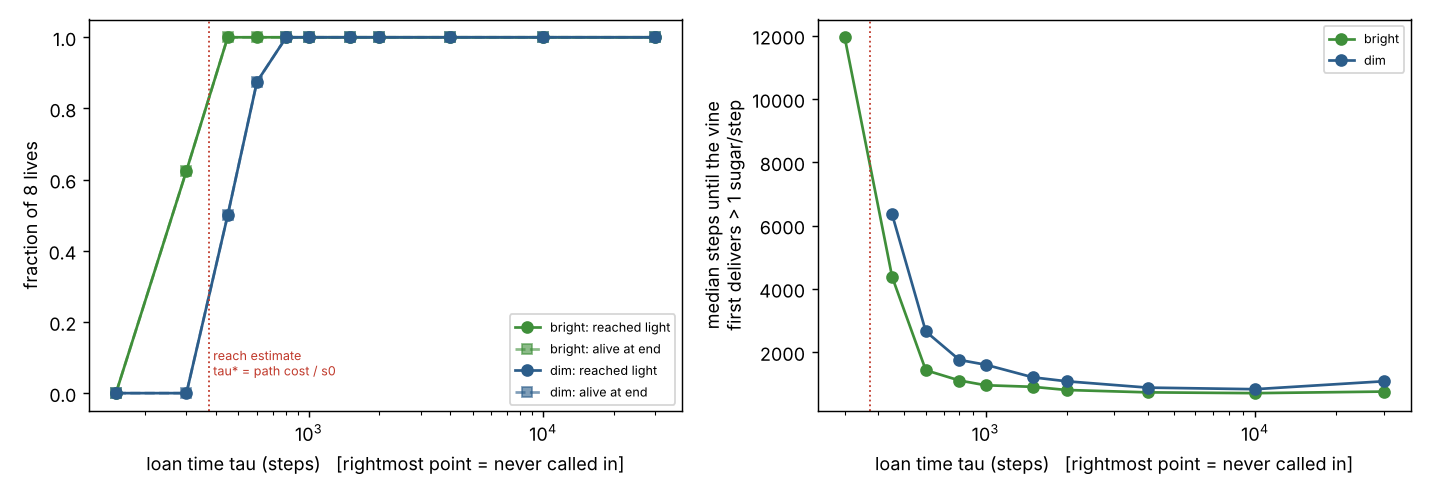 fraction of 8 lives
1.0
0.8
0.6
0.4
0.2
0.0
reach estimate
tau* = path cost / s0
bright: reached light
bright: alive at end
dim: reached light
dim: alive at end
10³
10⁴
loan time tau (steps)   [rightmost point = never called in]
median steps until the vine
first delivers > 1 sugar/step
12000
10000
8000
6000
4000
2000
bright
dim
10³
10⁴
loan time tau (steps)   [rightmost point = never called in]